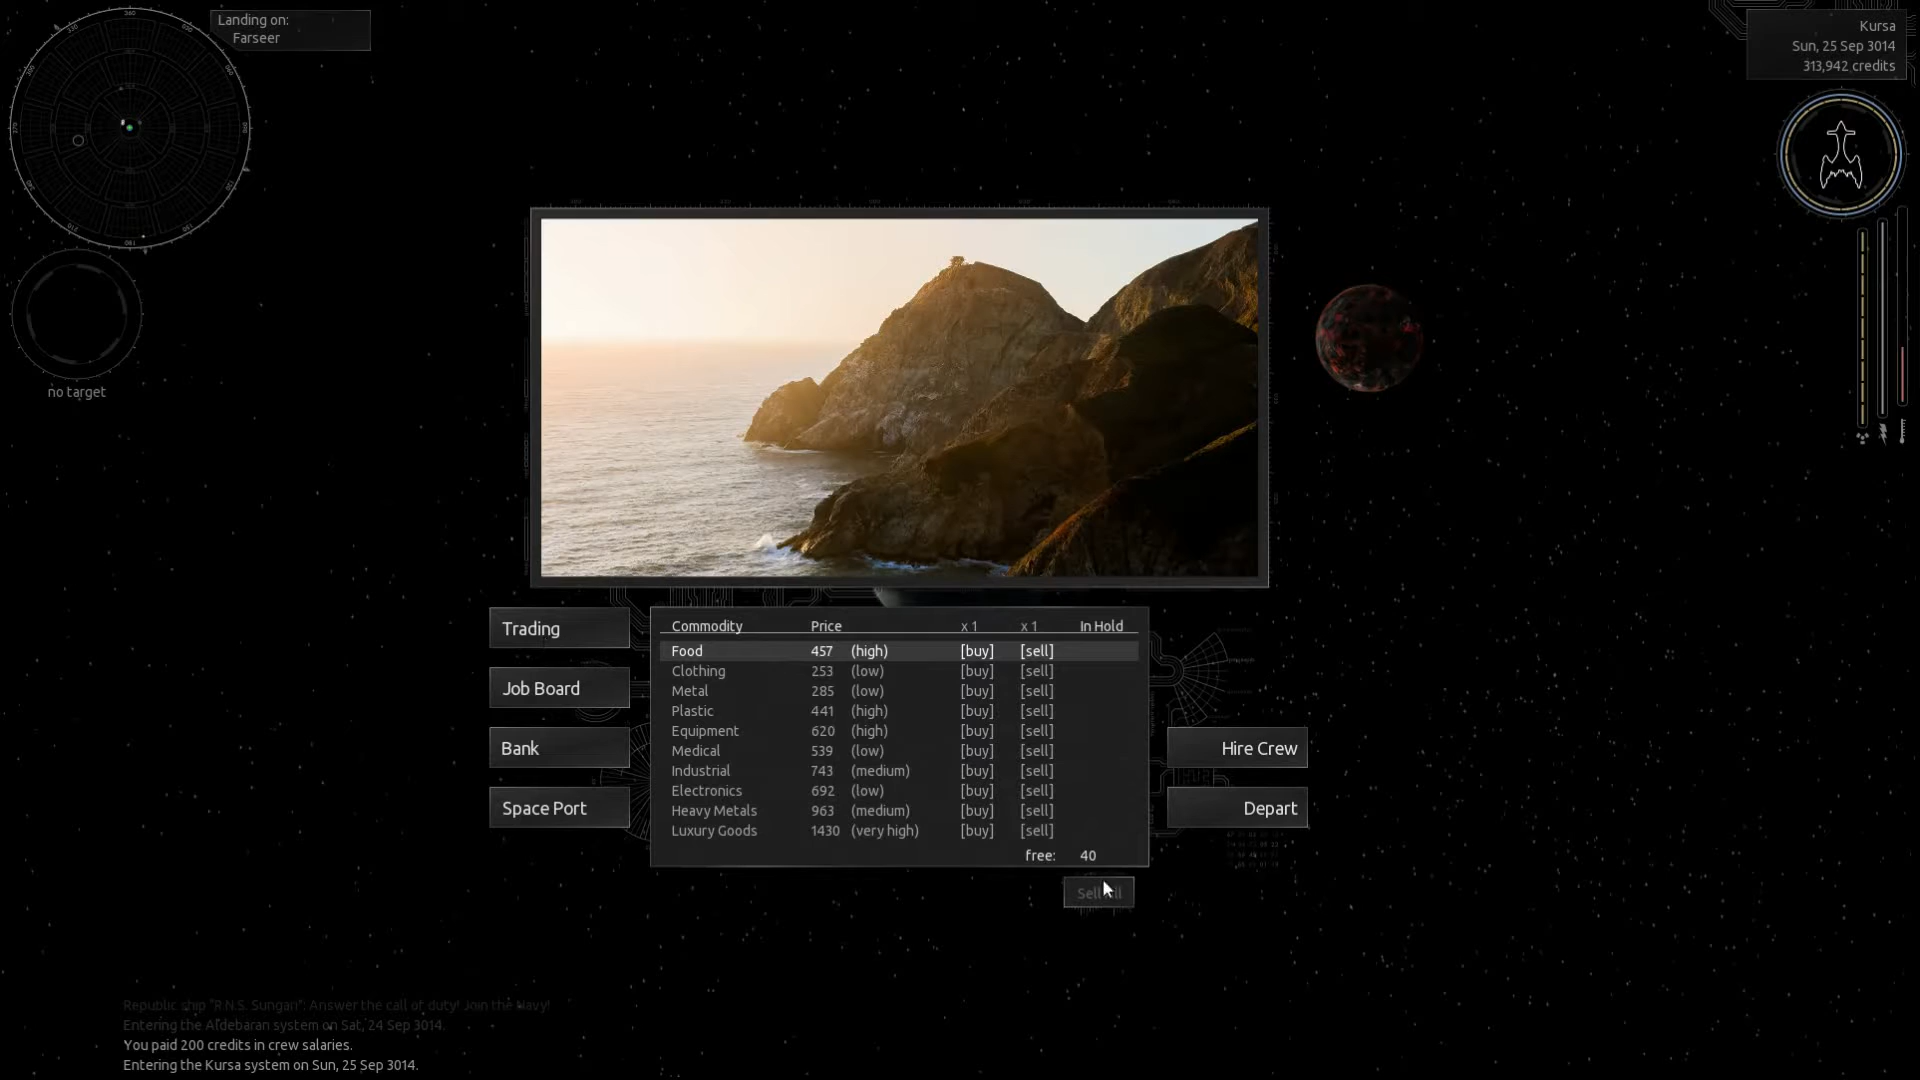 Landing on:
Farseer
Kursa
Sun, 25 Sep 3014
313,942 credits
no target
Trading
Job Board
Bank
Space Port
Commodity Price x 1 x 1 In Hold
Food 457 (high) [buy] [sell]
Clothing 253 (low) [buy] [sell]
Metal 285 (low) [buy] [sell]
Plastic 441 (high) [buy] [sell]
Equipment 620 (high) [buy] [sell]
Medical 539 (low) [buy] [sell]
Industrial 743 (medium) [buy] [sell]
Electronics 692 (low) [buy] [sell]
Heavy Metals 963 (medium) [buy] [sell]
Luxury Goods 1430 (very high) [buy] [sell]
free: 40
Sell
Hire Crew
Depart
Republic ship "R.N.S. Sungari": Answer the call of duty! Join the Navy!
Entering the Aldebaran system on Sat, 24 Sep 3014.
You paid 200 credits in crew salaries.
Entering the Kursa system on Sun, 25 Sep 3014.